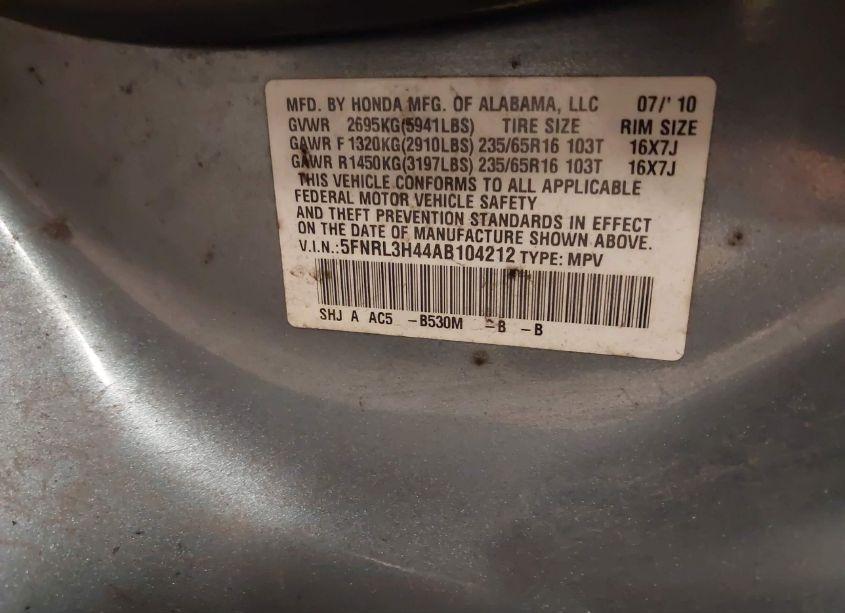 MFD. BY HONDA MFG. OF ALABAMA, LLC 07/' 10
GVWR 2695KG(5941LBS) TIRE SIZE RIM SIZE
GAWR F1320KG(2910LBS) 235/65R16 103T 16X7J
GAWR R1450KG(3197LBS) 235/65R16 103T 16X7J
THIS VEHICLE CONFORMS TO ALL APPLICABLE
FEDERAL MOTOR VEHICLE SAFETY
AND THEFT PREVENTION STANDARDS IN EFFECT
ON THE DATE OF MANUFACTURE SHOWN ABOVE.
V.I.N.:5FNRL3H44AB104212 TYPE: MPV
SHJ A AC5 -B530M -B -B